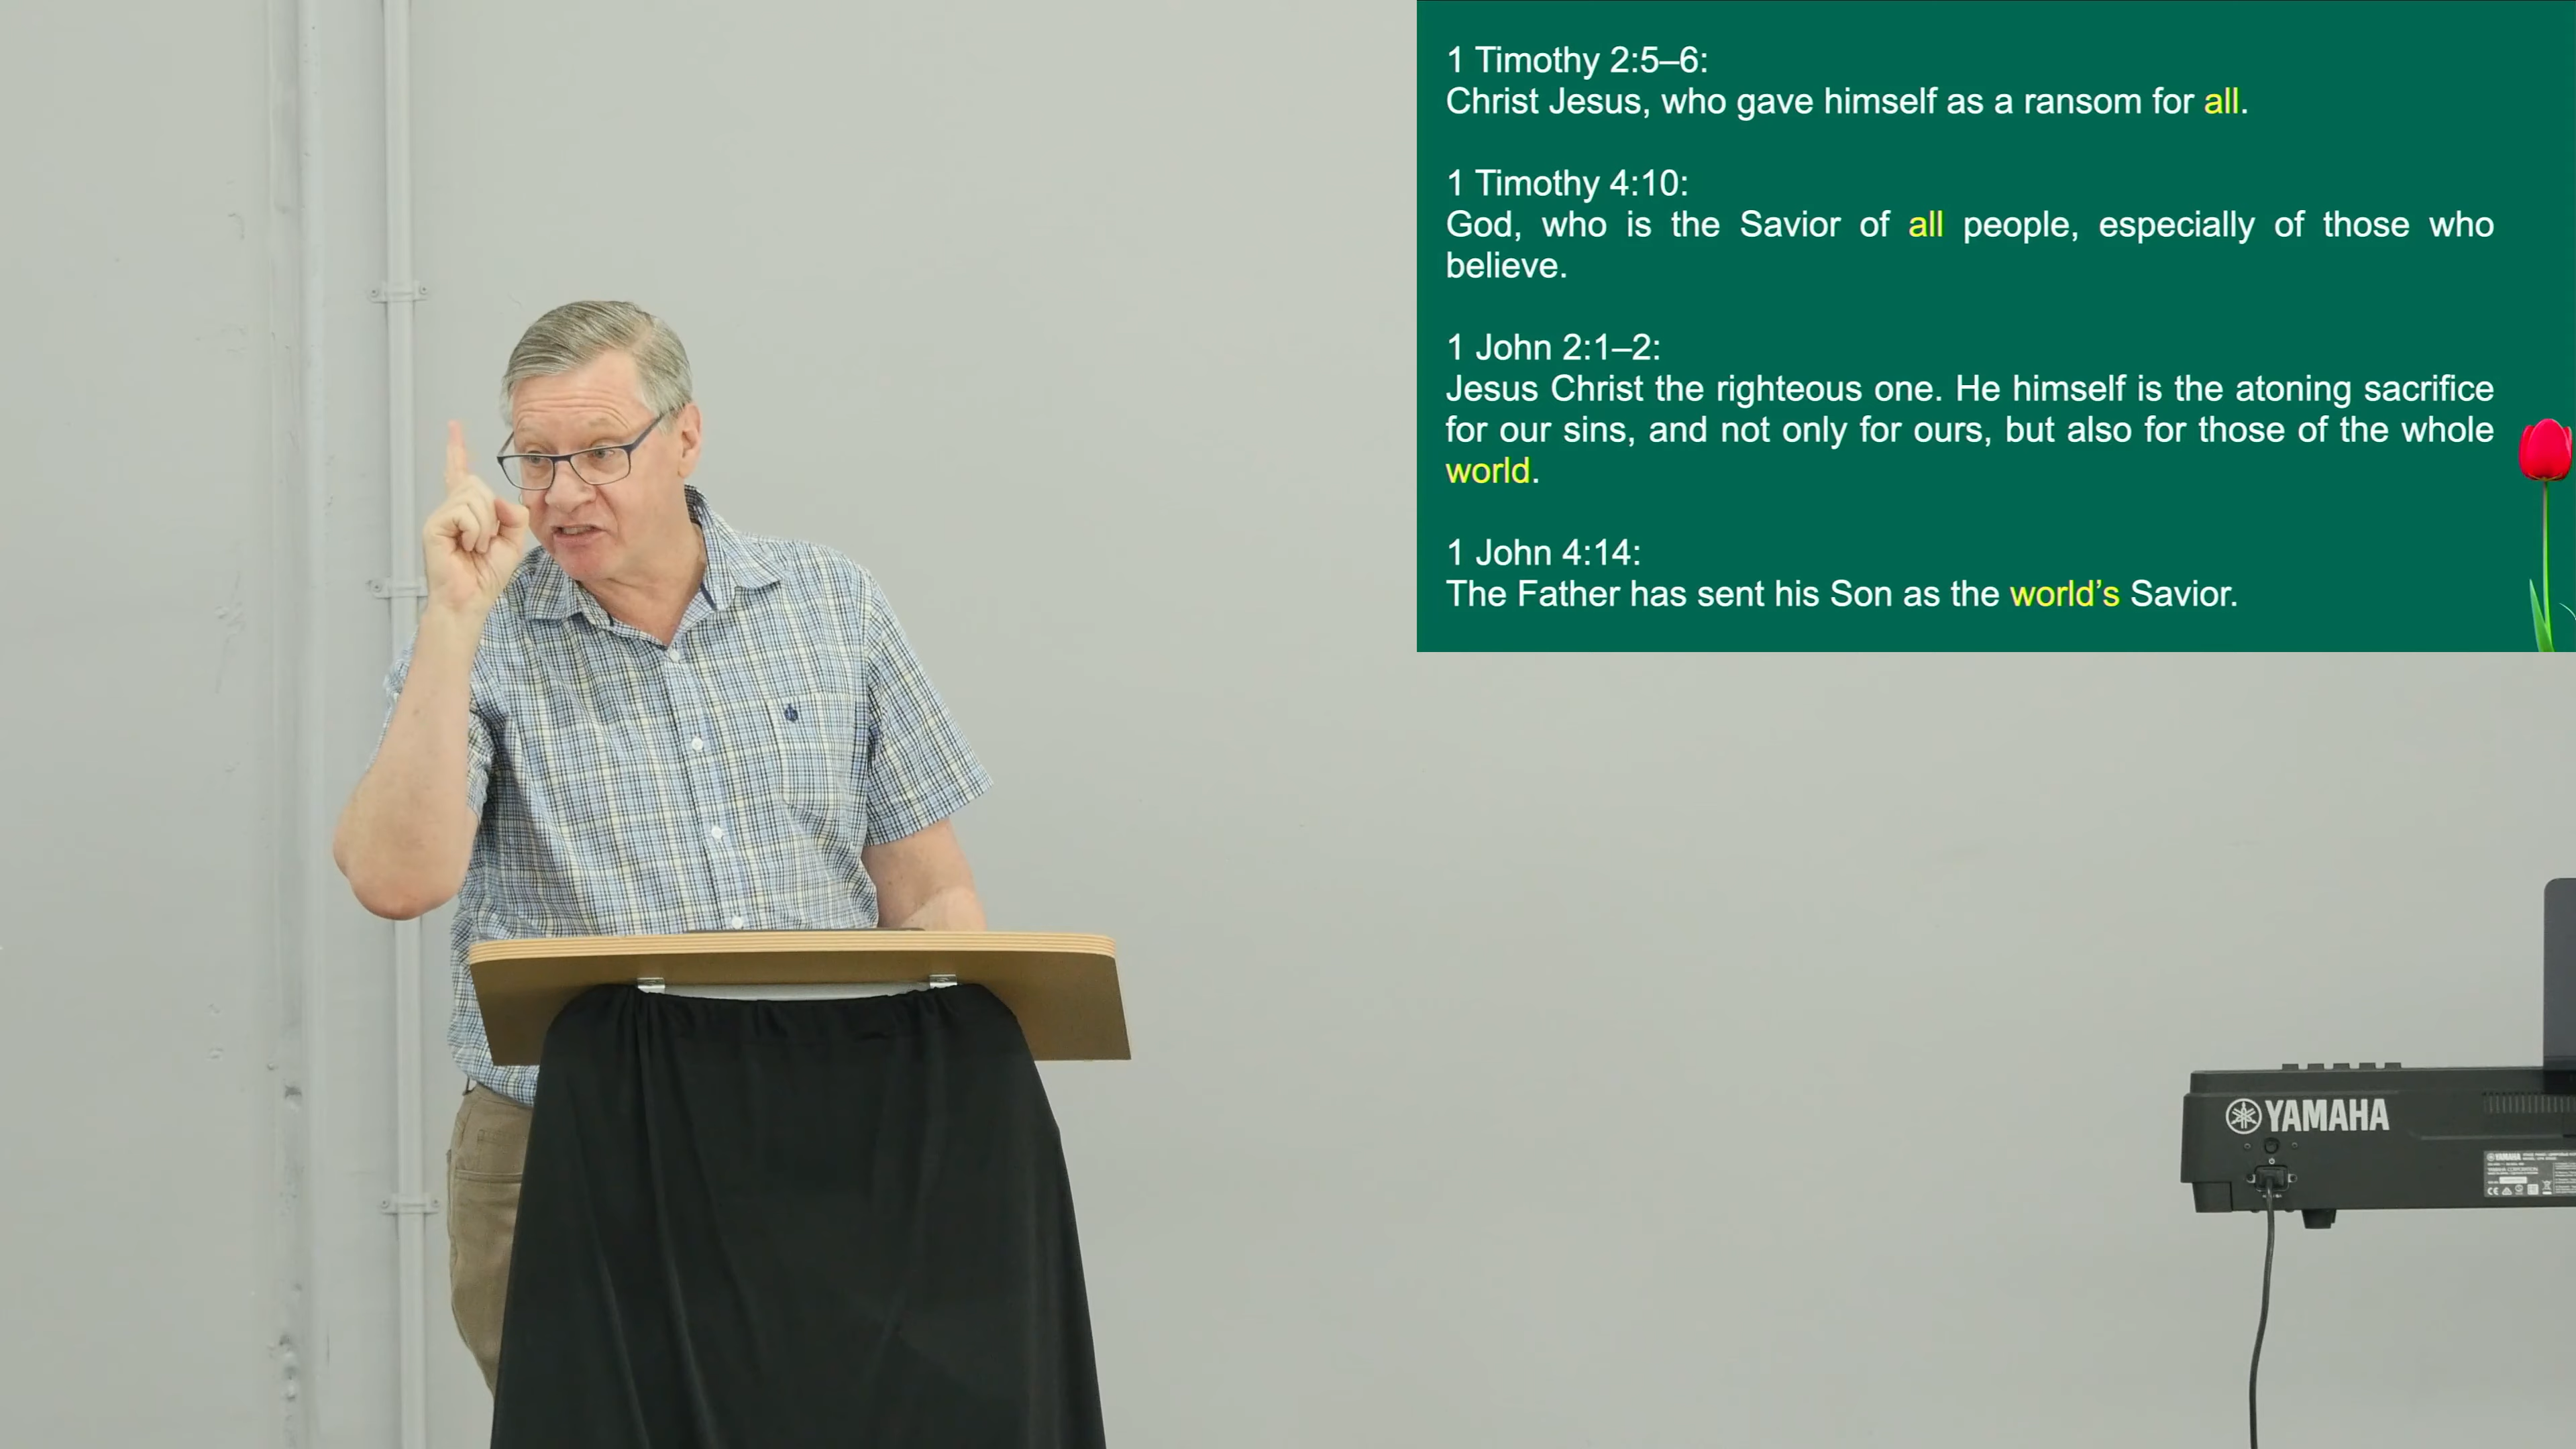 1 Timothy 2:5–6:
Christ Jesus, who gave himself as a ransom for all.
1 Timothy 4:10:
God, who is the Savior of all people, especially of those who
believe.
1 John 2:1–2:
Jesus Christ the righteous one. He himself is the atoning sacrifice
for our sins, and not only for ours, but also for those of the whole
world.
1 John 4:14:
The Father has sent his Son as the world’s Savior.
YAMAHA
YAMAHA